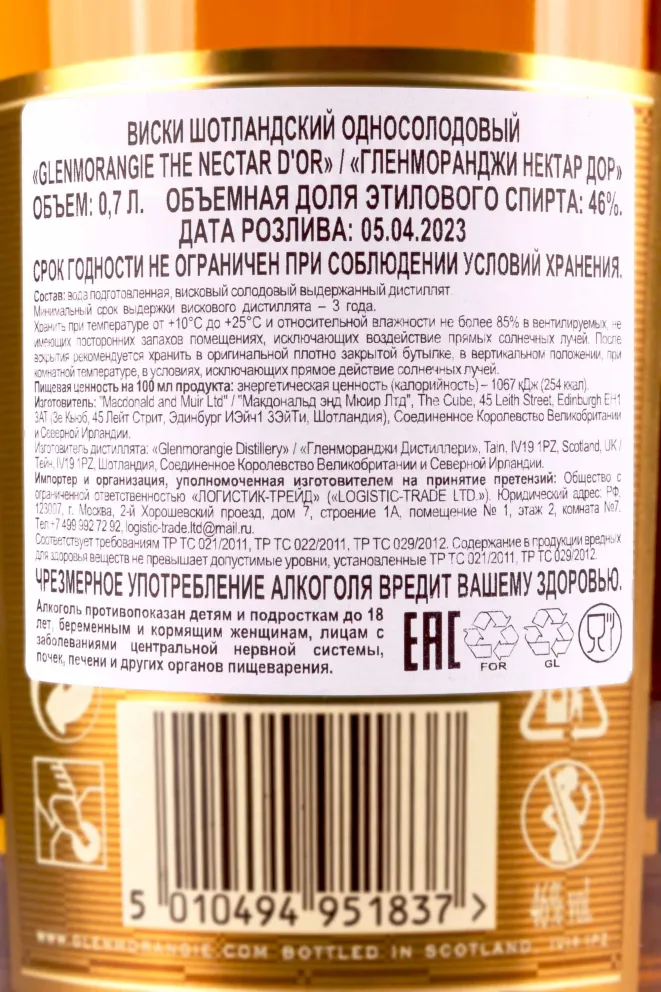 ВИСКИ ШОТЛАНДСКИЙ ОДНОСОЛОДОВЫЙ
«GLENMORANGIE THE NECTAR D'OR» / «ГЛЕНМОРАНДЖИ НЕКТАР ДОР»
ОБЪЕМ: 0,7 Л. ОБЪЕМНАЯ ДОЛЯ ЭТИЛОВОГО СПИРТА: 46%.
ДАТА РОЗЛИВА: 05.04.2023
СРОК ГОДНОСТИ НЕ ОГРАНИЧЕН ПРИ СОБЛЮДЕНИИ УСЛОВИЙ ХРАНЕНИЯ.
Состав: вода подготовленная, висковый солодовый выдержанный дистиллят.
Минимальный срок выдержки вискового дистиллята – 3 года.
Хранить при температуре от +10°С до +25°С и относительной влажности не более 85% в вентилируемых, не
имеющих посторонних запахов помещениях, исключающих воздействие прямых солнечных лучей. После
вскрытия рекомендуется хранить в оригинальной плотно закрытой бутылке, в вертикальном положении, при
комнатной температуре, в условиях, исключающих прямое действие солнечных лучей.
Пищевая ценность на 100 мл продукта: энергетическая ценность (калорийность) – 1067 кДж (254 ккал).
Изготовитель: "Macdonald and Muir Ltd" / "Макдональд энд Мюир Лтд", The Cube, 45 Leith Street, Edinburgh EH1
3AT (Зе Кьюб, 45 Лейт Стрит, Эдинбург ИЭйч1 3ЭйТи, Шотландия), Соединенное Королевство Великобритании
и Северной Ирландии.
Изготовитель дистиллята: «Glenmorangie Distillery» / «Гленморанджи Дистиллери», Tain, IV19 1PZ, Scotland, UK /
Тейн, IV19 1PZ, Шотландия, Соединенное Королевство Великобритании и Северной Ирландии.
Импортер и организация, уполномоченная изготовителем на принятие претензий: Общество с
ограниченной ответственностью «ЛОГИСТИК-ТРЕЙД» («LOGISTIC-TRADE LTD.»). Юридический адрес: РФ,
123007, г. Москва, 2-й Хорошевский проезд, дом 7, строение 1А, помещение № 1, этаж 2, комната №7.
Тел +7 499 992 72 92, logistic-trade.ltd@mail.ru.
Соответствует требованиям ТР ТС 021/2011, ТР ТС 022/2011, ТР ТС 029/2012. Содержание в продукции вредных
для здоровья веществ не превышает допустимые уровни, установленные ТР ТС 021/2011, ТР ТС 029/2012.
ЧРЕЗМЕРНОЕ УПОТРЕБЛЕНИЕ АЛКОГОЛЯ ВРЕДИТ ВАШЕМУ ЗДОРОВЬЮ.
Алкоголь противопоказан детям и подросткам до 18
лет, беременным и кормящим женщинам, лицам с
заболеваниями центральной нервной системы,
почек, печени и других органов пищеварения.
EAC
FOR
GL
5 010494 951837 >
46% vol
WWW.GLENMORANGIE.COM BOTTLED IN SCOTLAND, IV19 1PZ